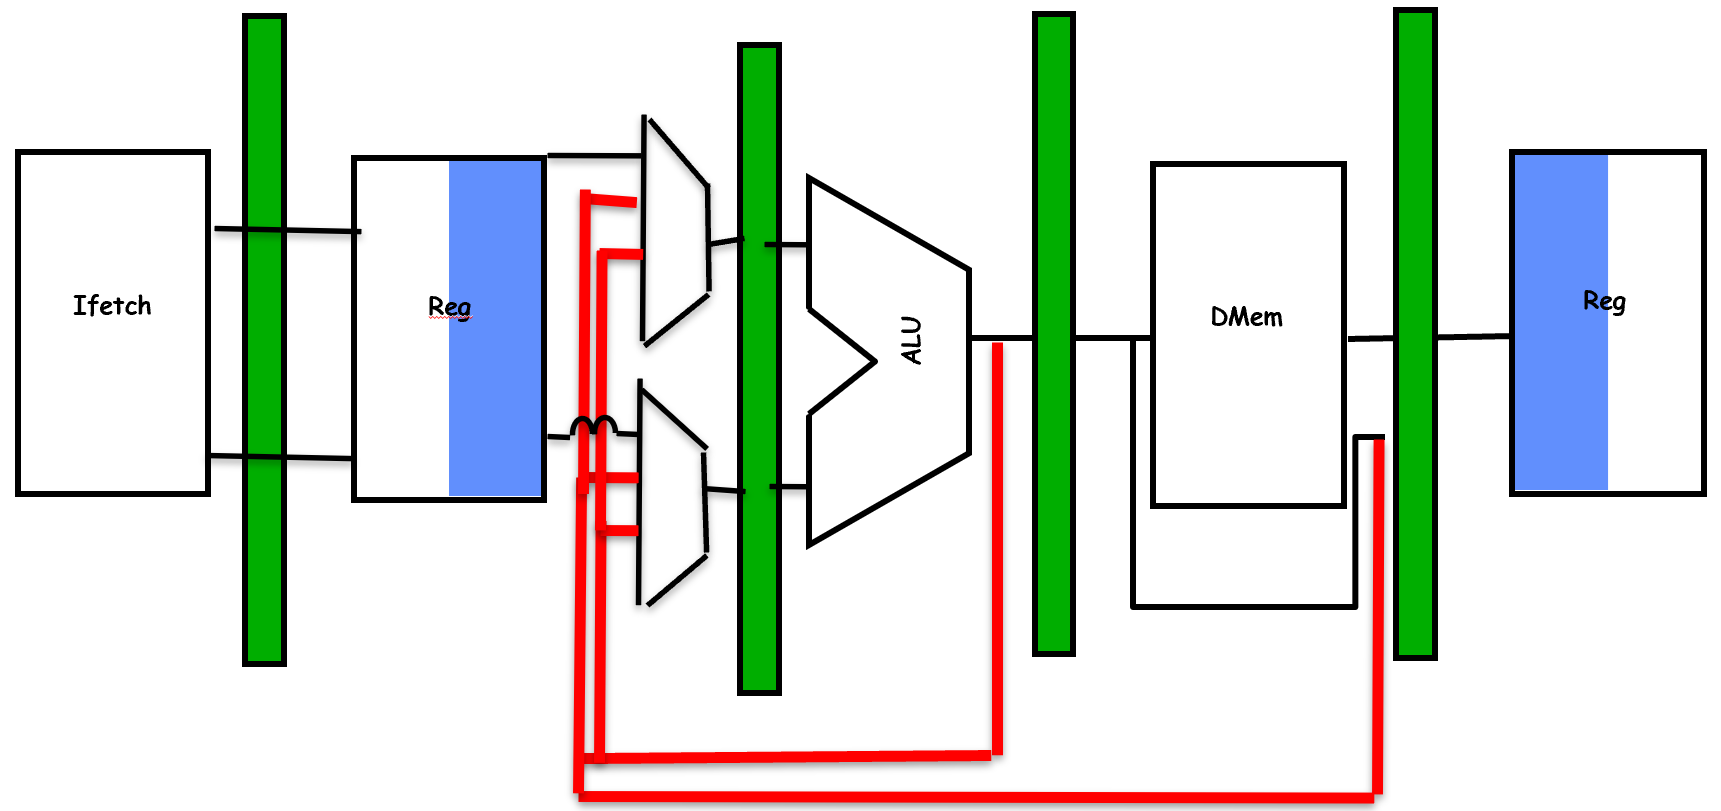 Ifetch
Reg
ALU
DMem
Reg